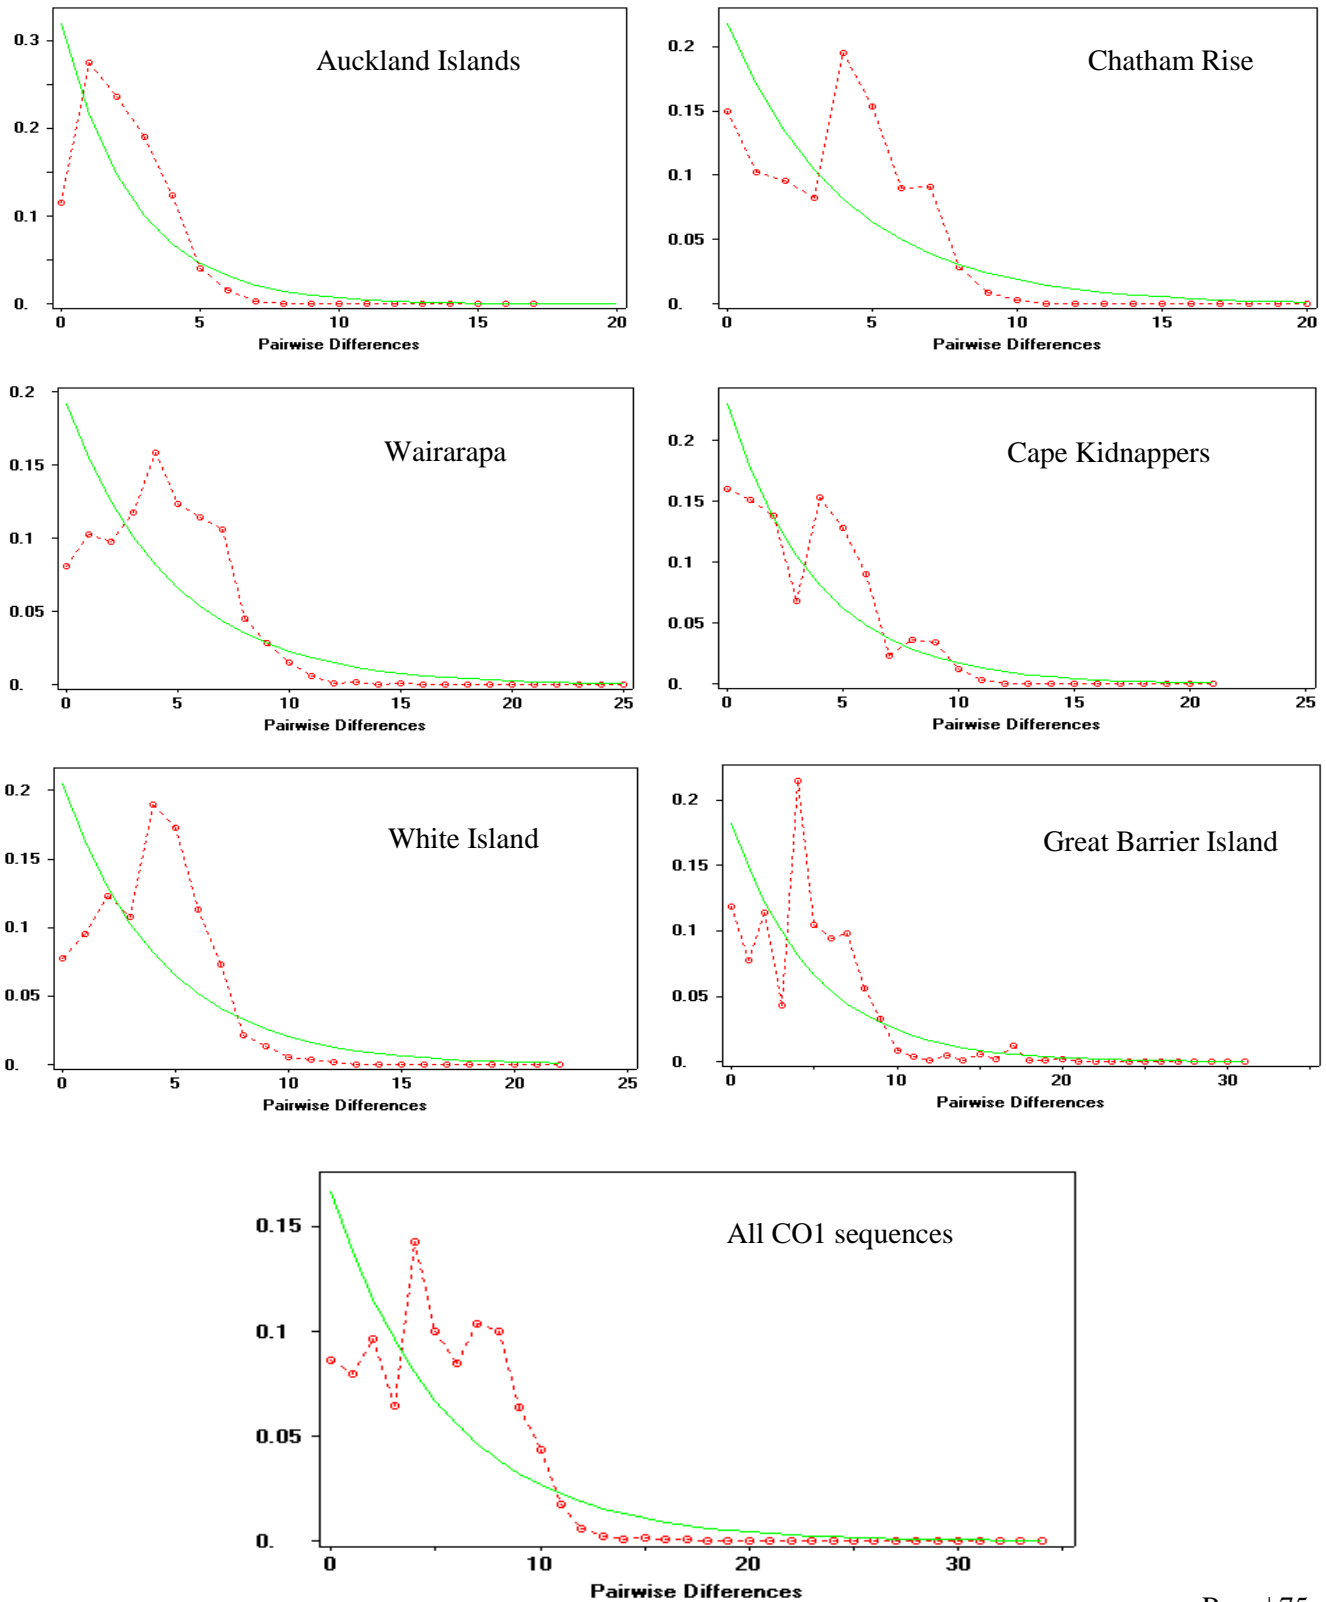 Auckland Islands
0.3
0.2
0.1
0.
0 5 10 15 20
Pairwise Differences
Chatham Rise
0.2
0.15
0.1
0.05
0.
0 5 10 15 20
Pairwise Differences
Wairarapa
0.2
0.15
0.1
0.05
0.
0 5 10 15 20 25
Pairwise Differences
Cape Kidnappers
0.2
0.15
0.1
0.05
0.
0 5 10 15 20 25
Pairwise Differences
White Island
0.2
0.15
0.1
0.05
0.
0 5 10 15 20 25
Pairwise Differences
Great Barrier Island
0.2
0.15
0.1
0.05
0.
0 10 20 30
Pairwise Differences
All CO1 sequences
0.15
0.1
0.05
0.
0 10 20 30
Pairwise Differences
| 75